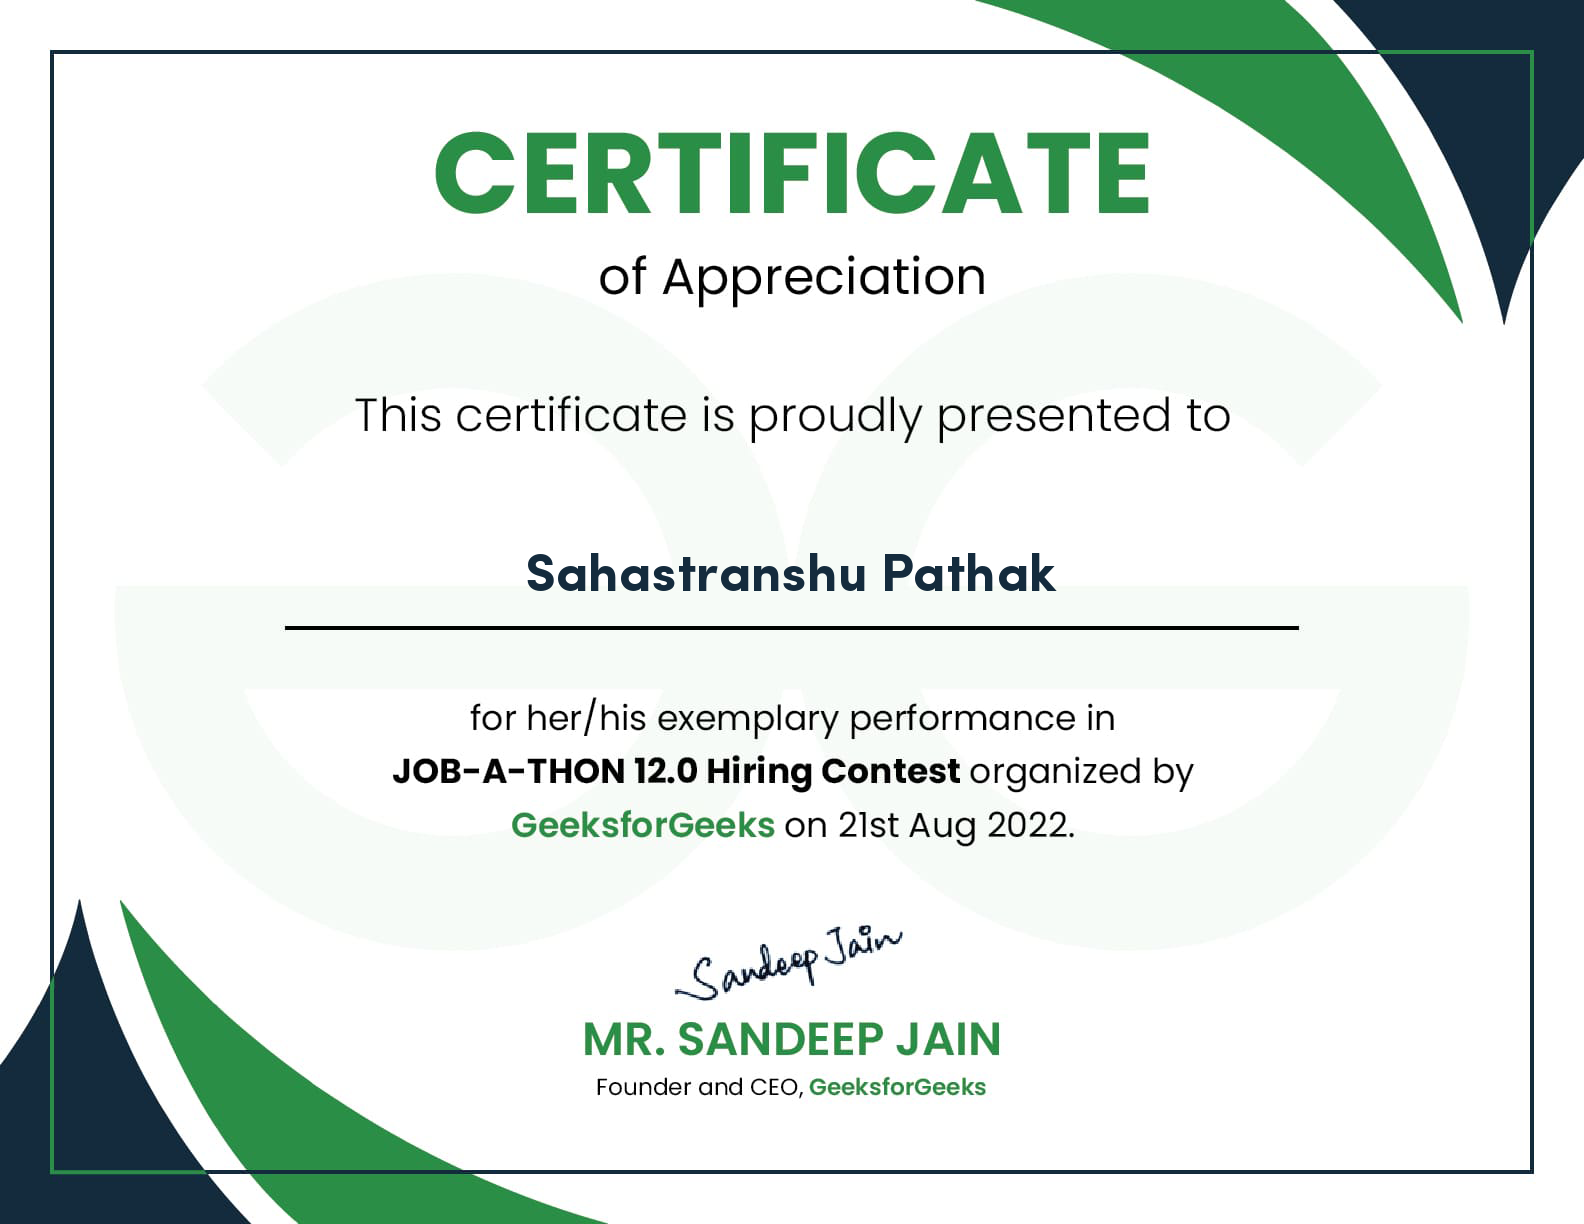 CERTIFICATE
of Appreciation
This certificate is proudly presented to
Sahastranshu Pathak
for her/his exemplary performance in
JOB-A-THON 12.0 Hiring Contest organized by
GeeksforGeeks on 21st Aug 2022.
Sandeep Jain
MR. SANDEEP JAIN
Founder and CEO, GeeksforGeeks